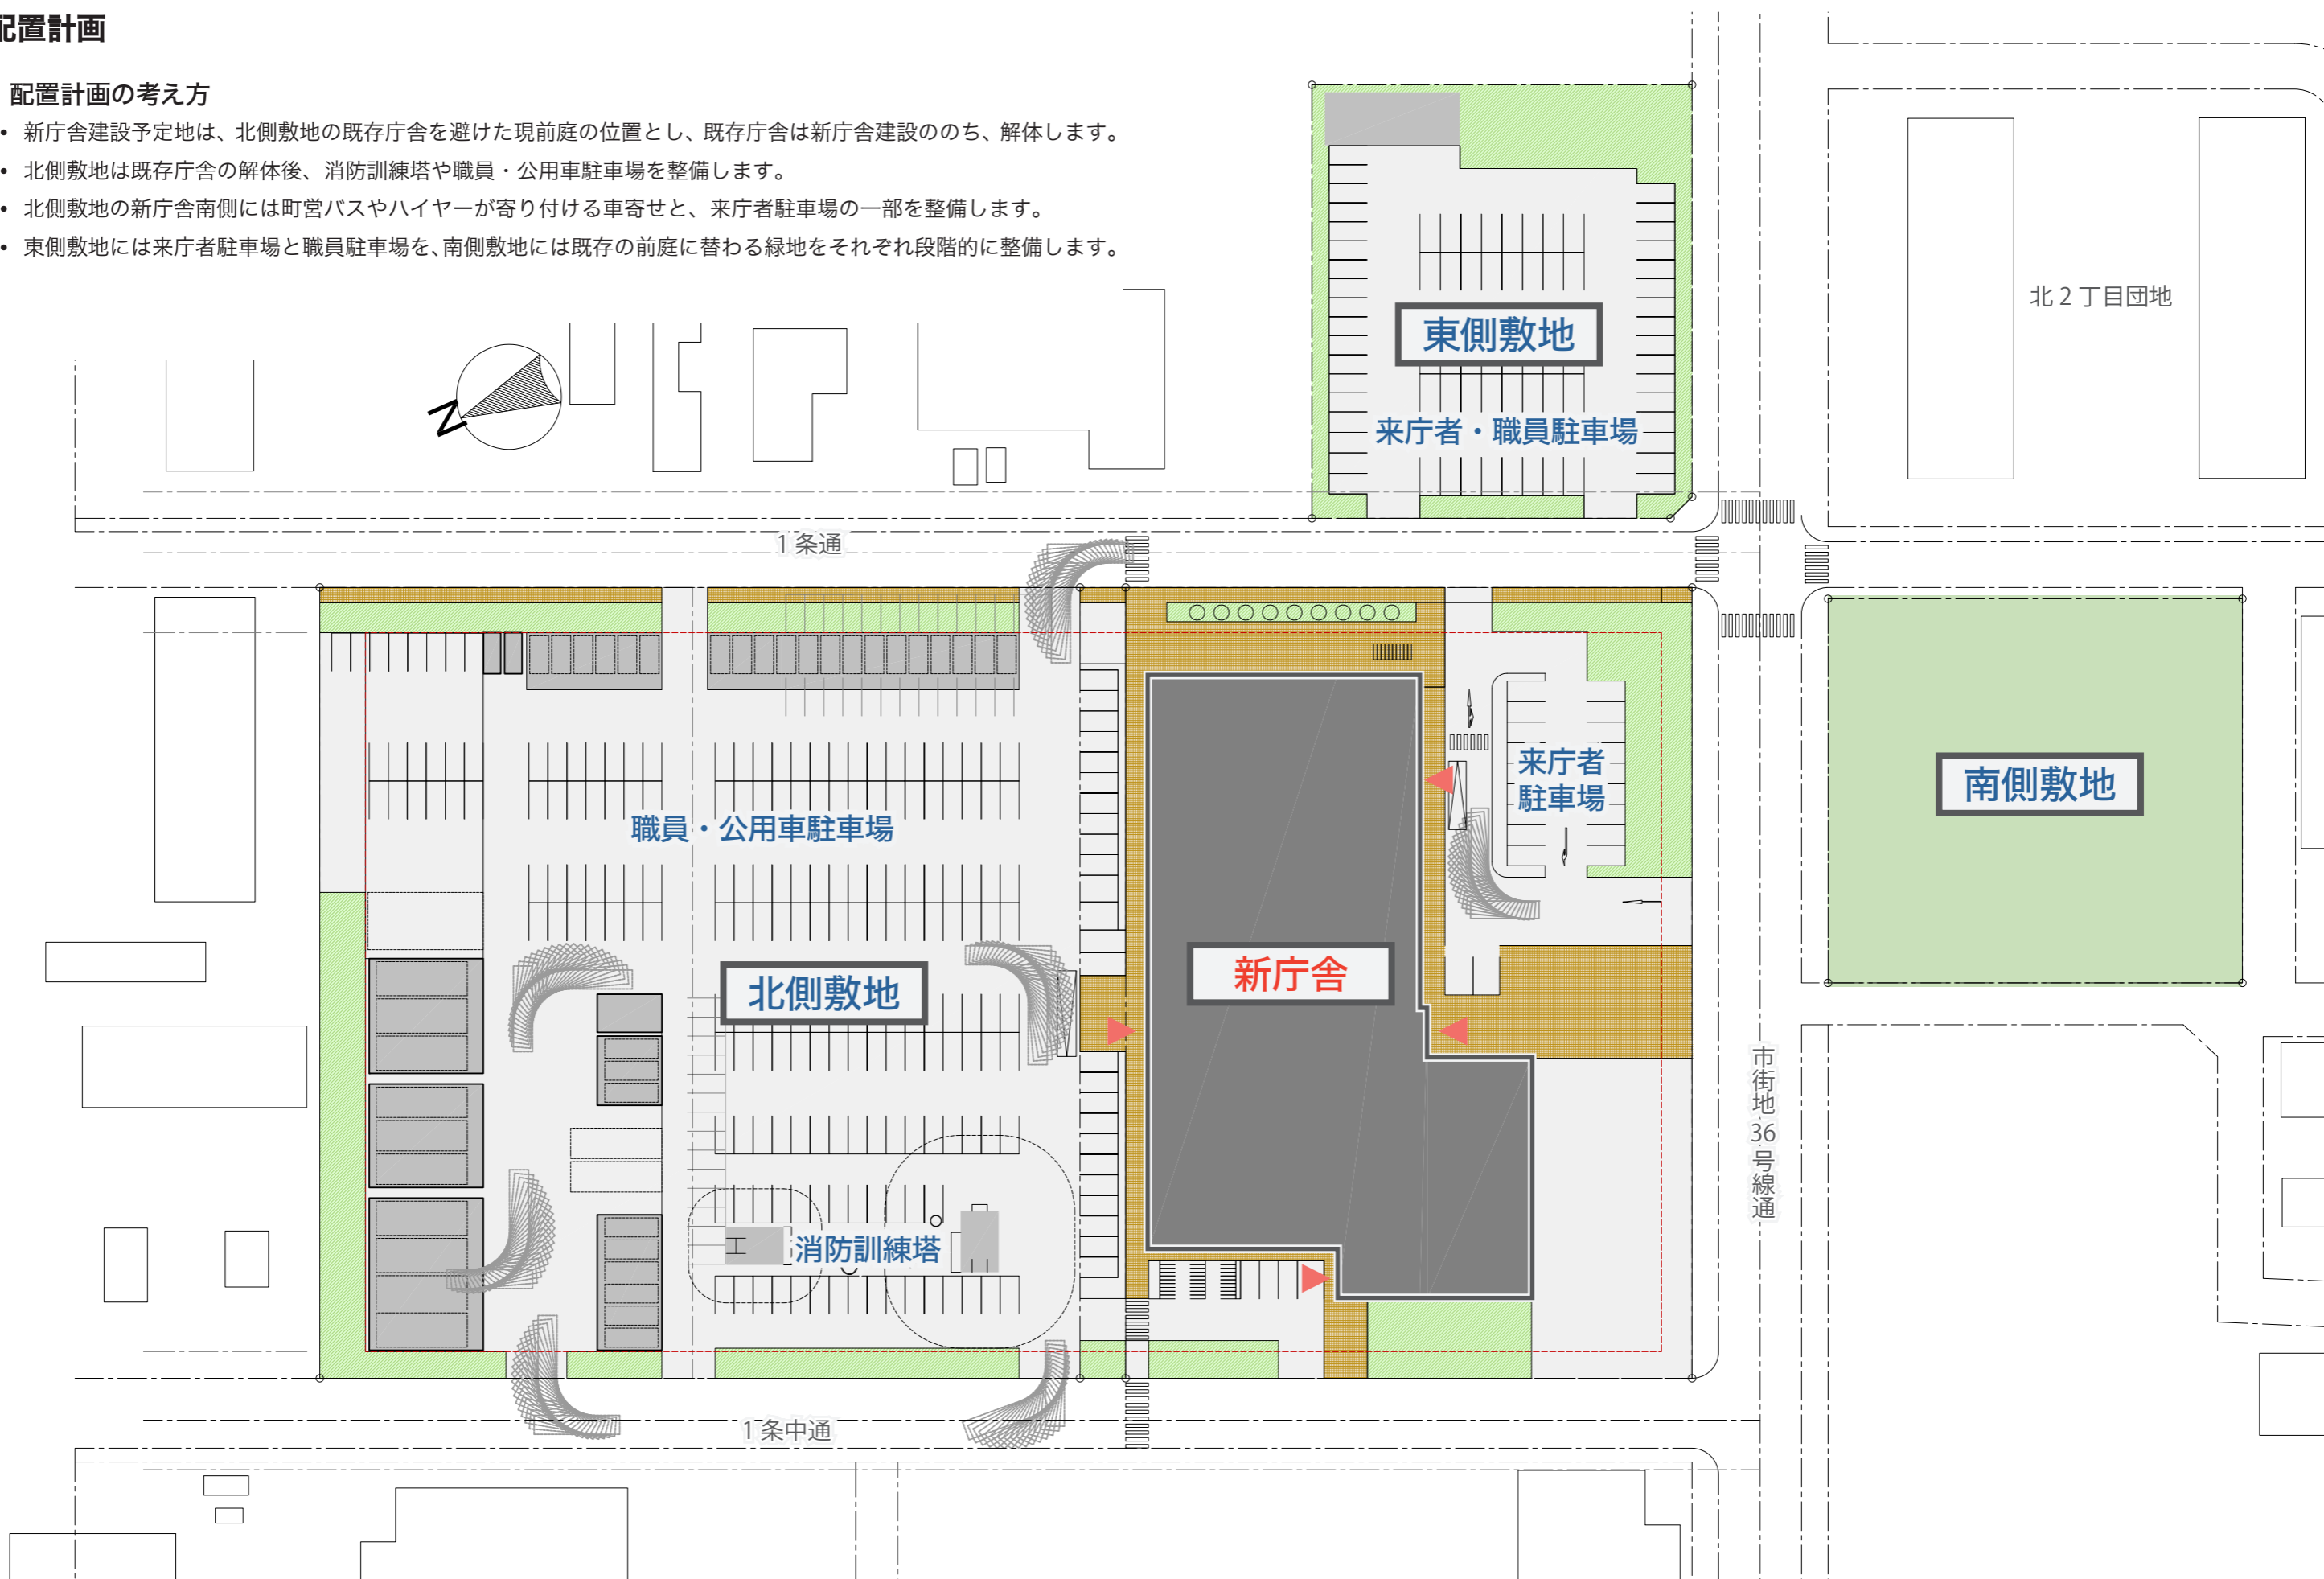 配置計画
配置計画の考え方
• 新庁舎建設予定地は、北側敷地の既存庁舎を避けた現前庭の位置とし、既存庁舎は新庁舎建設ののち、解体します。
• 北側敷地は既存庁舎の解体後、消防訓練塔や職員・公用車駐車場を整備します。
• 北側敷地の新庁舎南側には町営バスやハイヤーが寄り付ける車寄せと、来庁者駐車場の一部を整備します。
• 東側敷地には来庁者駐車場と職員駐車場を、南側敷地には既存の前庭に替わる緑地をそれぞれ段階的に整備します。
北2丁目団地
東側敷地
来庁者・職員駐車場
N
1条通
来庁者
駐車場
南側敷地
職員・公用車駐車場
北側敷地
新庁舎
市街地36号線通
消防訓練塔
1条中通